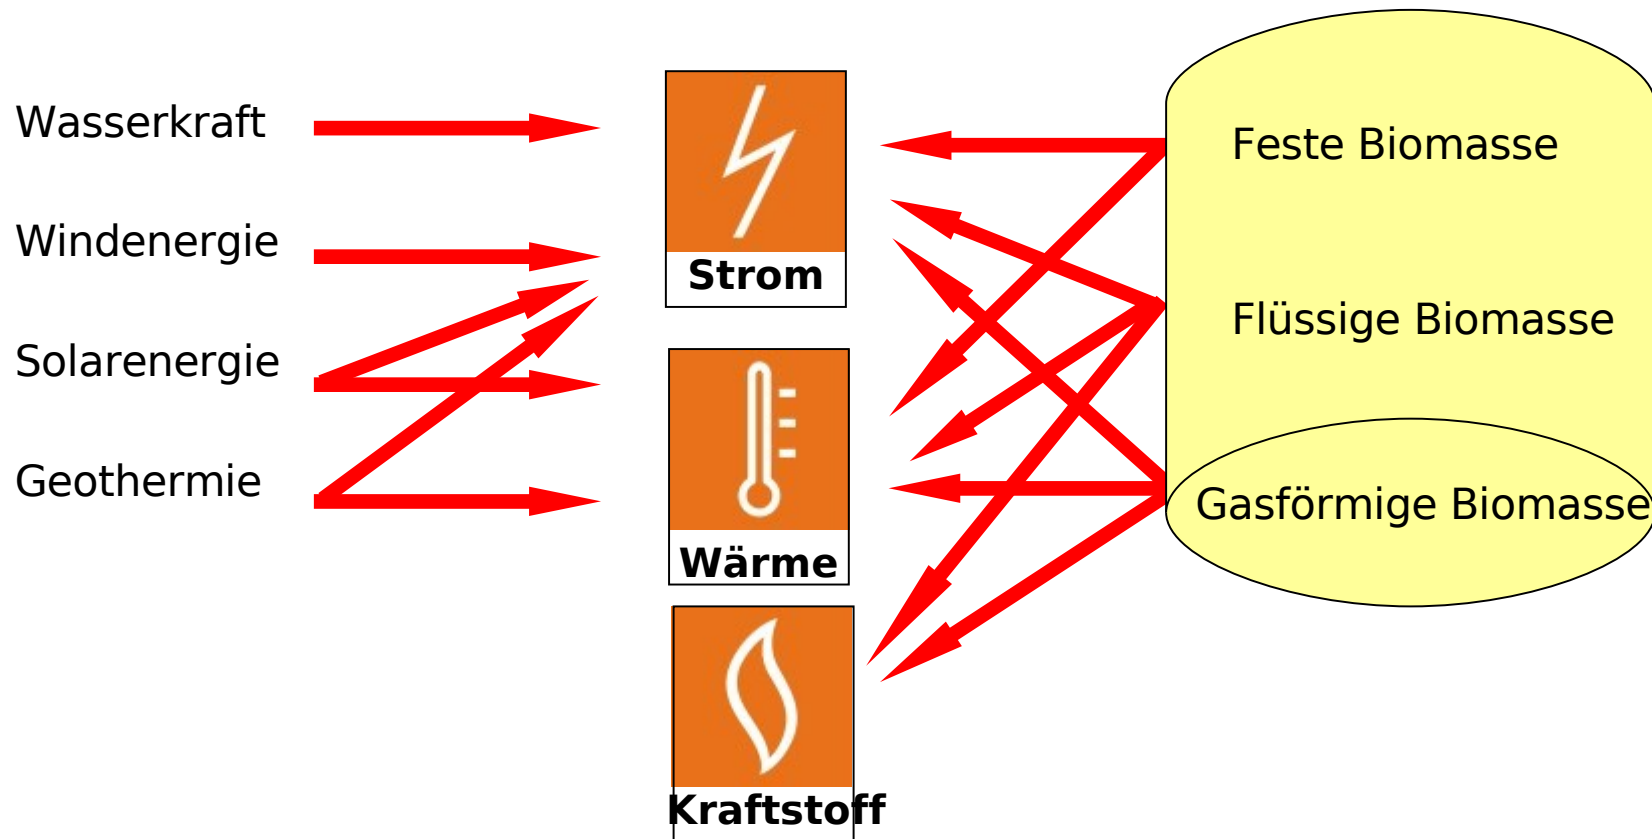 Wasserkraft
Windenergie
Solarenergie
Geothermie
Strom
Wärme
Kraftstoff
Feste Biomasse
Flüssige Biomasse
Gasförmige Biomasse